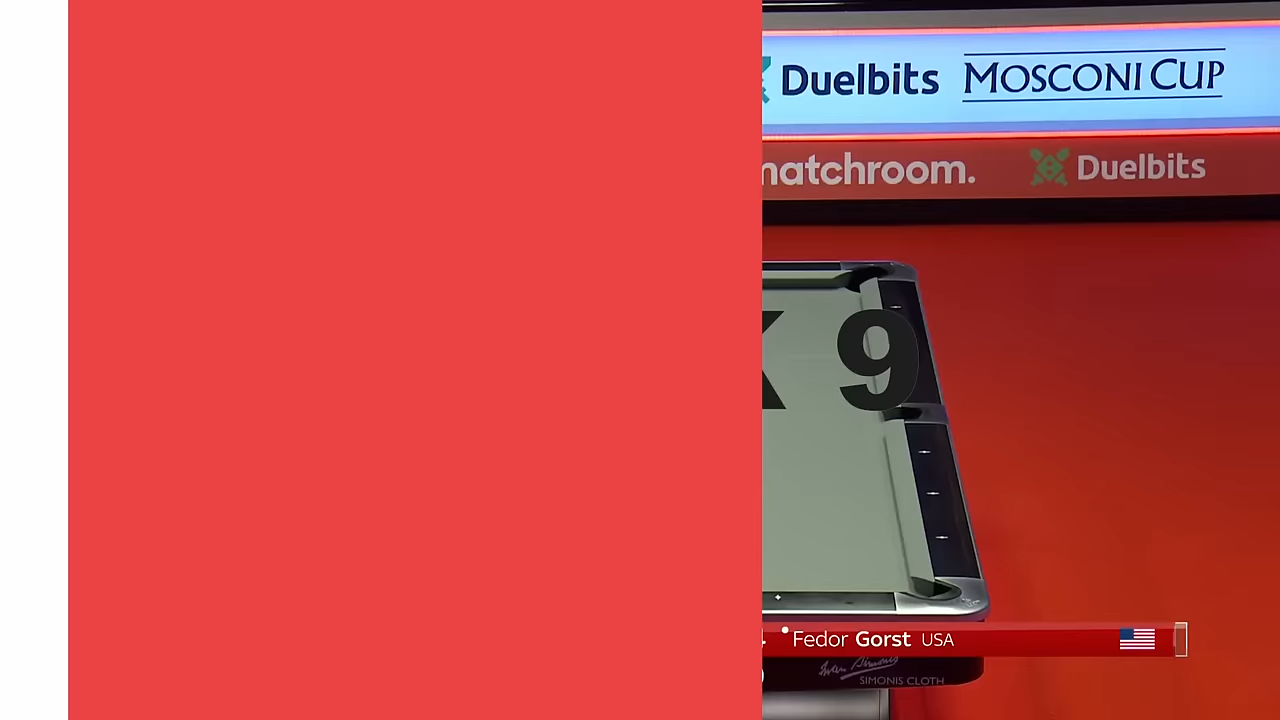 Duelbits MOSCONI CUP
matchroom. Duelbits
9
Fedor Gorst USA
SIMONIS CLOTH